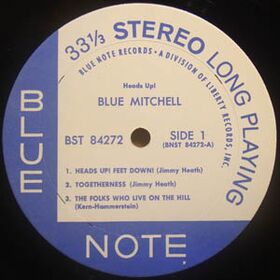 33⅓ STEREO LONG PLAYING
BLUE NOTE RECORDS • A DIVISION OF LIBERTY RECORDS, INC.
Heads Up!
BLUE MITCHELL
BST 84272
SIDE 1
(BNST 84272-A)
1. HEADS UP! FEET DOWN! (Jimmy Heath)
2. TOGETHERNESS (Jimmy Heath)
3. THE FOLKS WHO LIVE ON THE HILL
(Kern-Hammerstein)
BLUE
NOTE